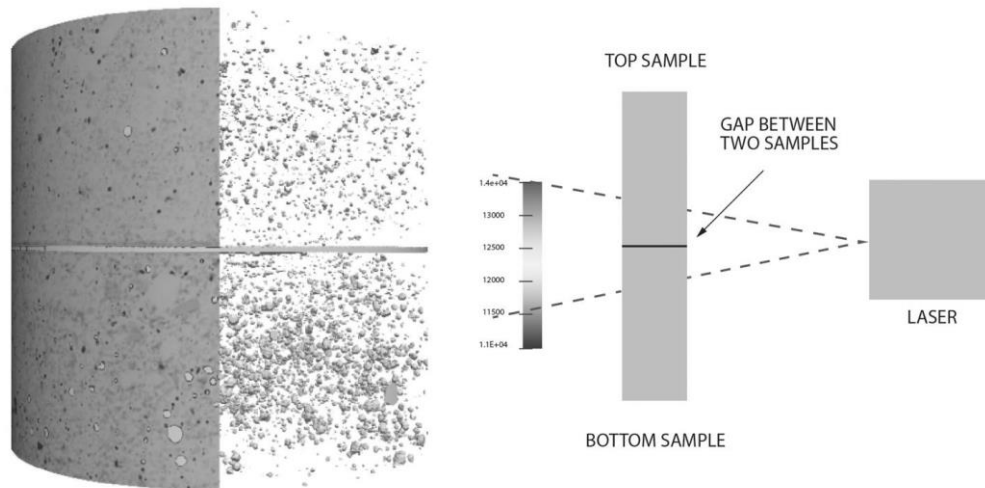 TOP SAMPLE
GAP BETWEEN
TWO SAMPLES
1.4e+04
13000
12500
12000
11500
1.1E+04
LASER
BOTTOM SAMPLE